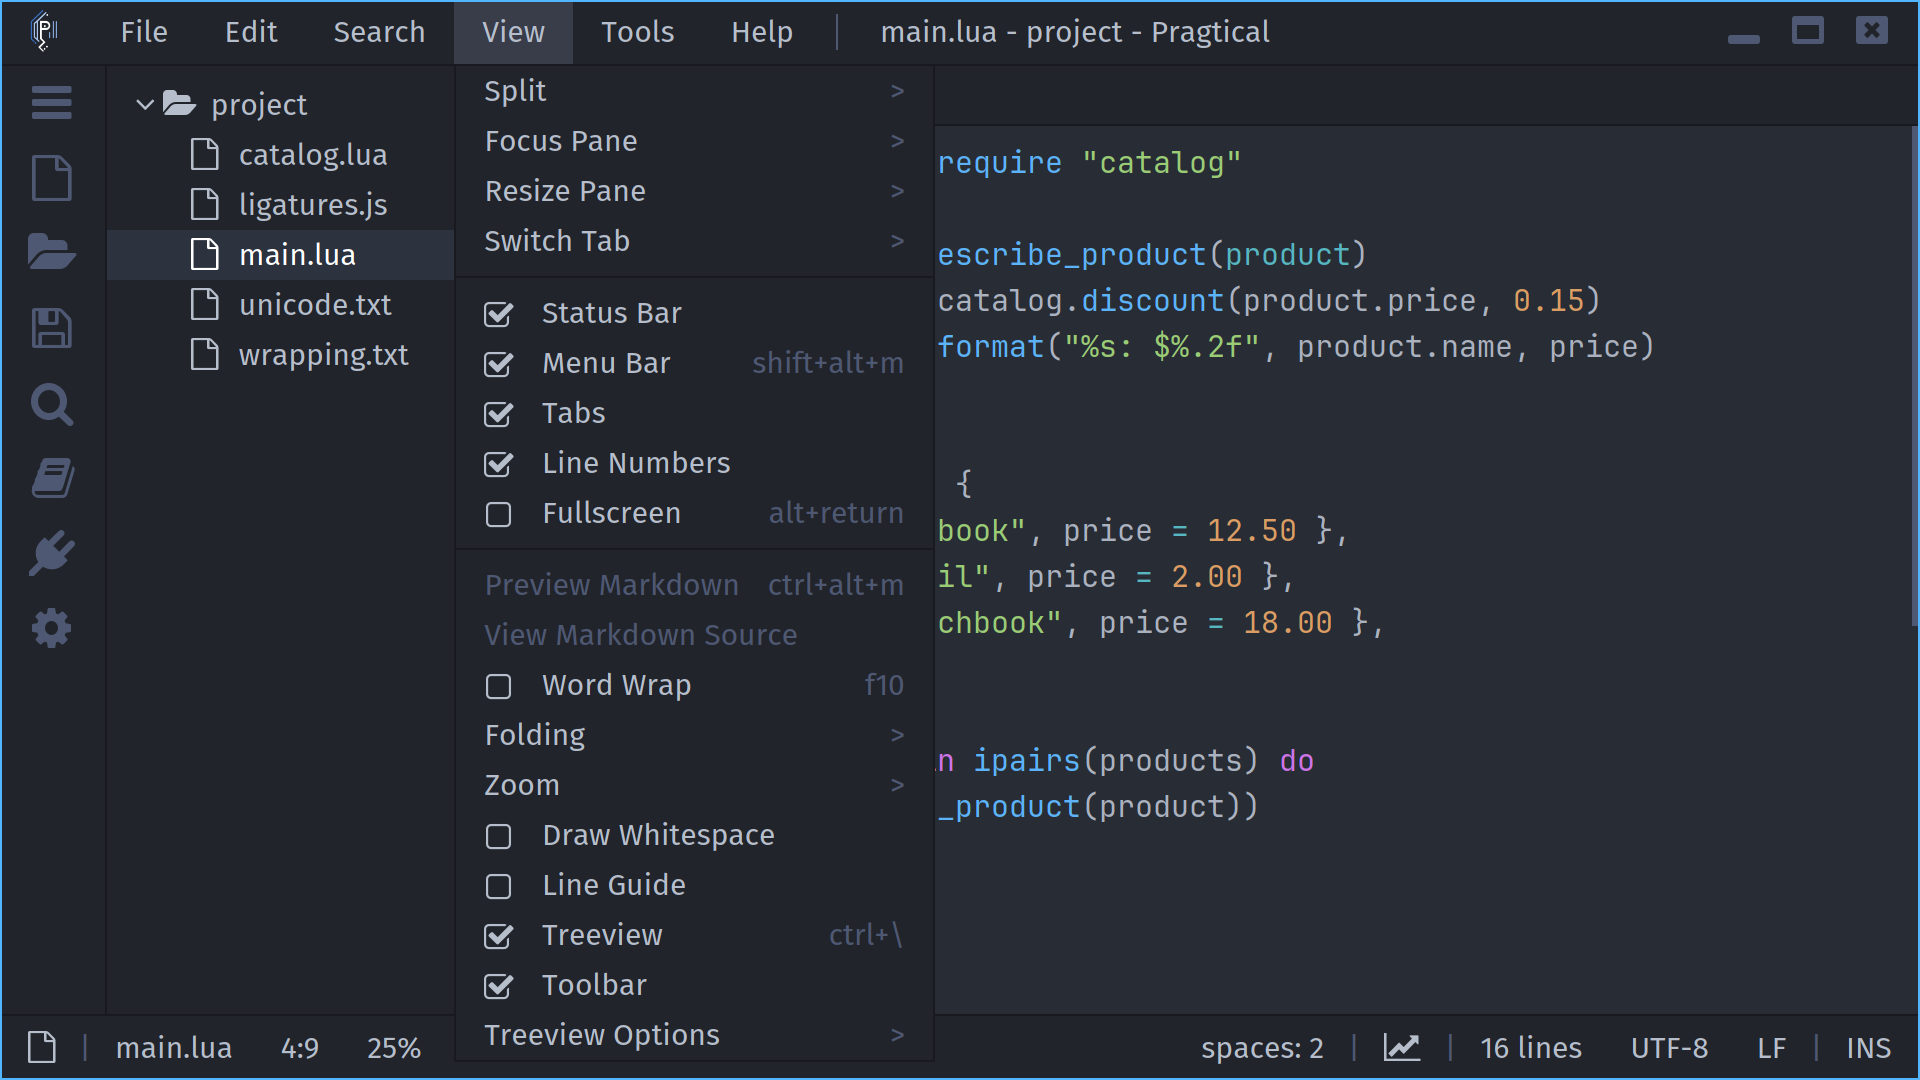 File Edit Search View Tools Help main.lua - project - Pragtical
project
catalog.lua
ligatures.js
main.lua
unicode.txt
wrapping.txt
Split >
Focus Pane >
Resize Pane >
Switch Tab >
Status Bar
Menu Bar shift+alt+m
Tabs
Line Numbers
Fullscreen alt+return
Preview Markdown ctrl+alt+m
View Markdown Source
Word Wrap f10
Folding >
Zoom >
Draw Whitespace
Line Guide
Treeview ctrl+\
Toolbar
Treeview Options >
require "catalog"
escribe_product(product)
catalog.discount(product.price, 0.15)
format("%s: $%.2f", product.name, price)
{
book", price = 12.50 },
il", price = 2.00 },
chbook", price = 18.00 },
n ipairs(products) do
_product(product))
main.lua 4:9 25% spaces: 2 16 lines UTF-8 LF INS